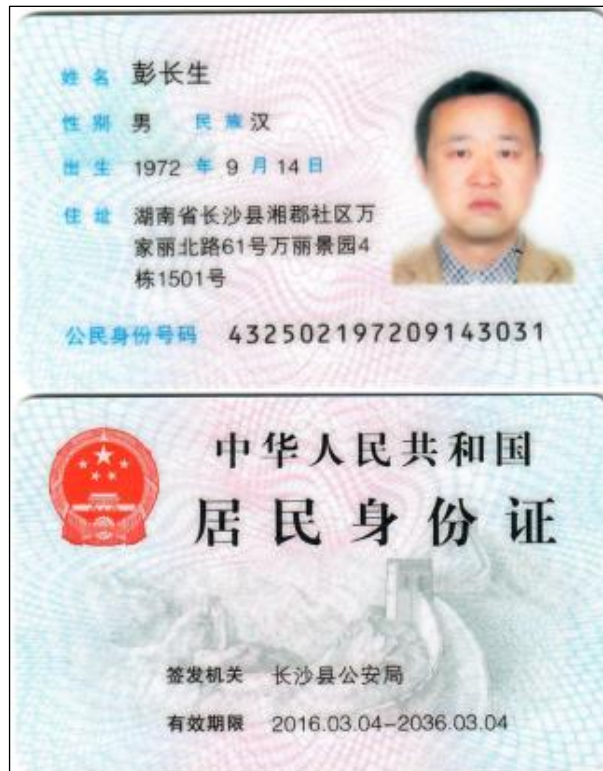 姓名 彭长生
性别 男 民族 汉
出生 1972 年 9 月 14 日
住址 湖南省长沙县湘郡社区万
家丽北路61号万丽景园4
栋1501号
公民身份号码 432502197209143031
中华人民共和国
居民身份证
签发机关 长沙县公安局
有效期限 2016.03.04-2036.03.04